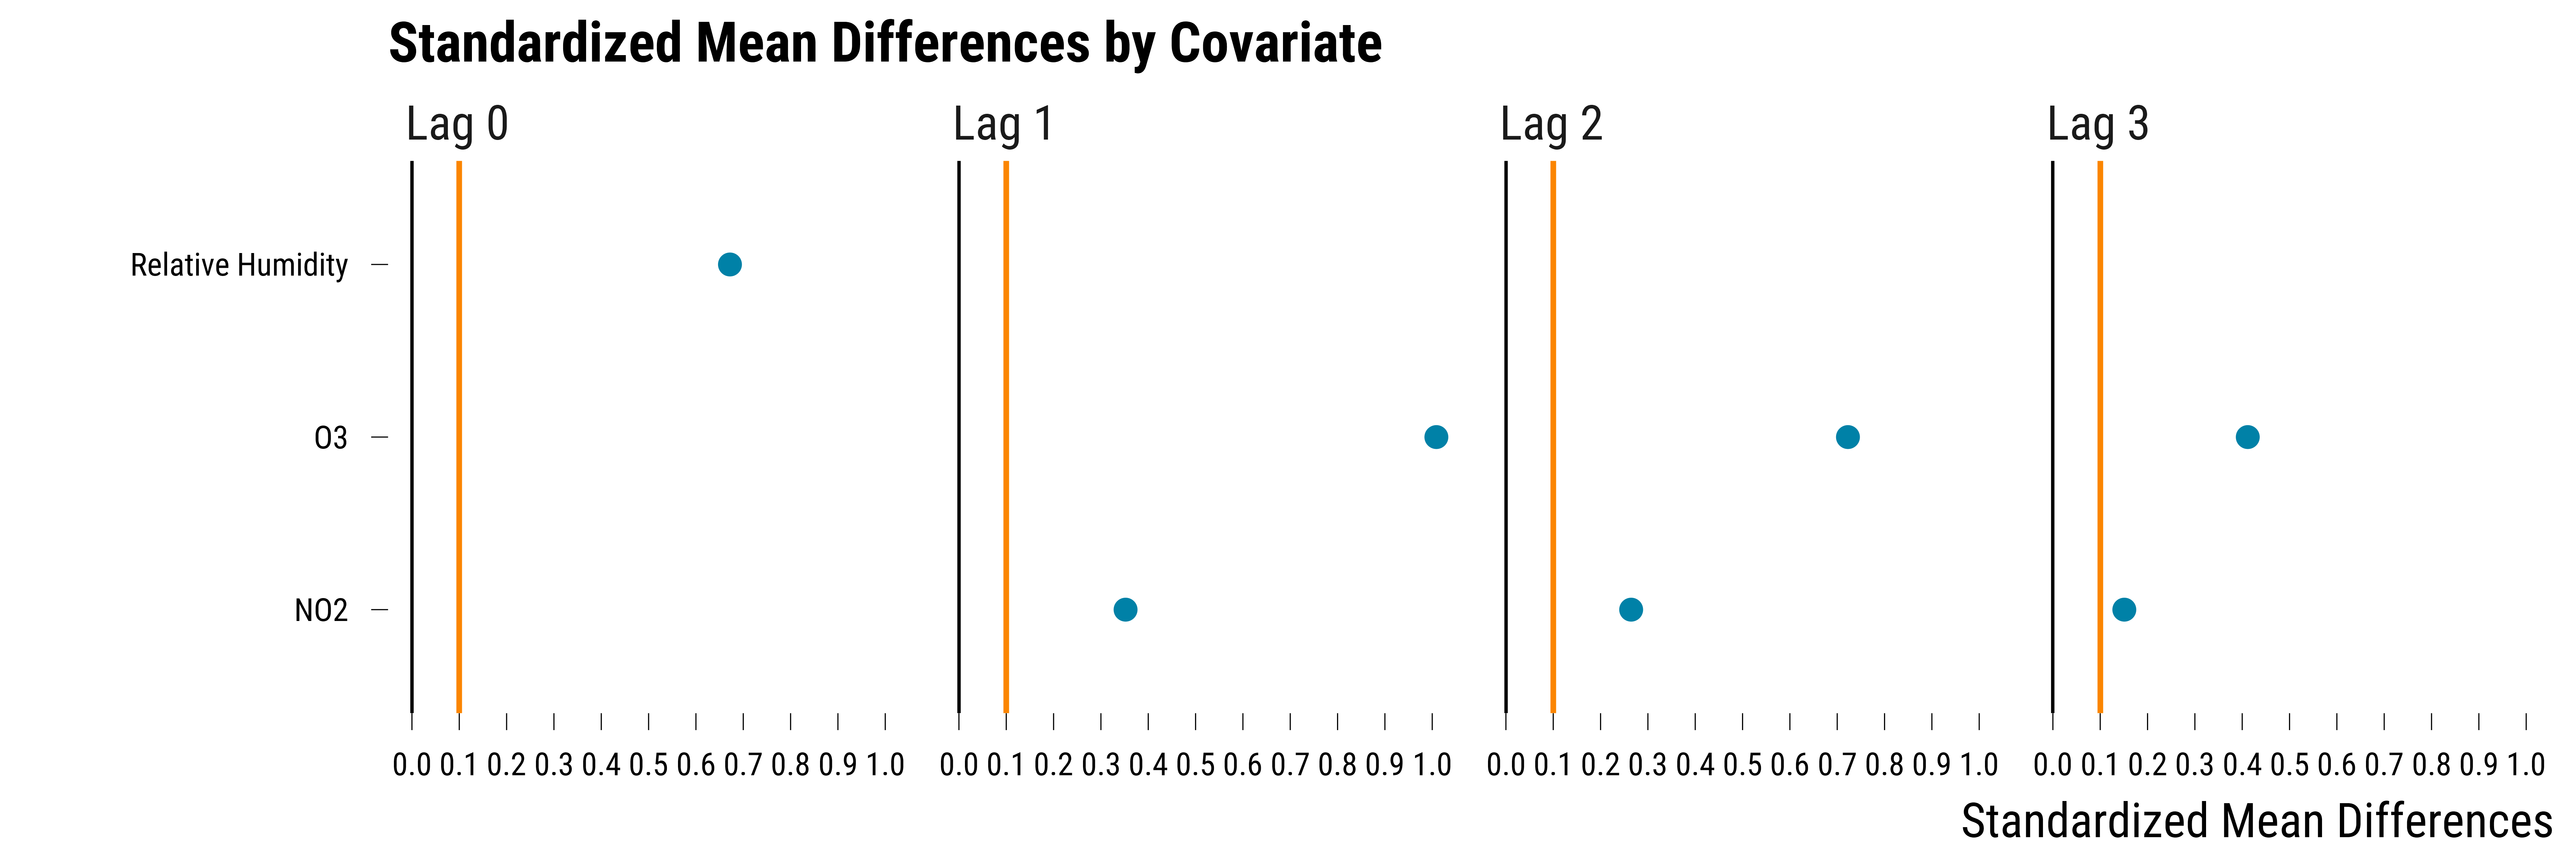 Standardized Mean Differences by Covariate
Lag 0 Lag 1 Lag 2 Lag 3
Relative Humidity
O3
NO2
0.0 0.1 0.2 0.3 0.4 0.5 0.6 0.7 0.8 0.9 1.0 0.0 0.1 0.2 0.3 0.4 0.5 0.6 0.7 0.8 0.9 1.0 0.0 0.1 0.2 0.3 0.4 0.5 0.6 0.7 0.8 0.9 1.0 0.0 0.1 0.2 0.3 0.4 0.5 0.6 0.7 0.8 0.9 1.0
Standardized Mean Differences